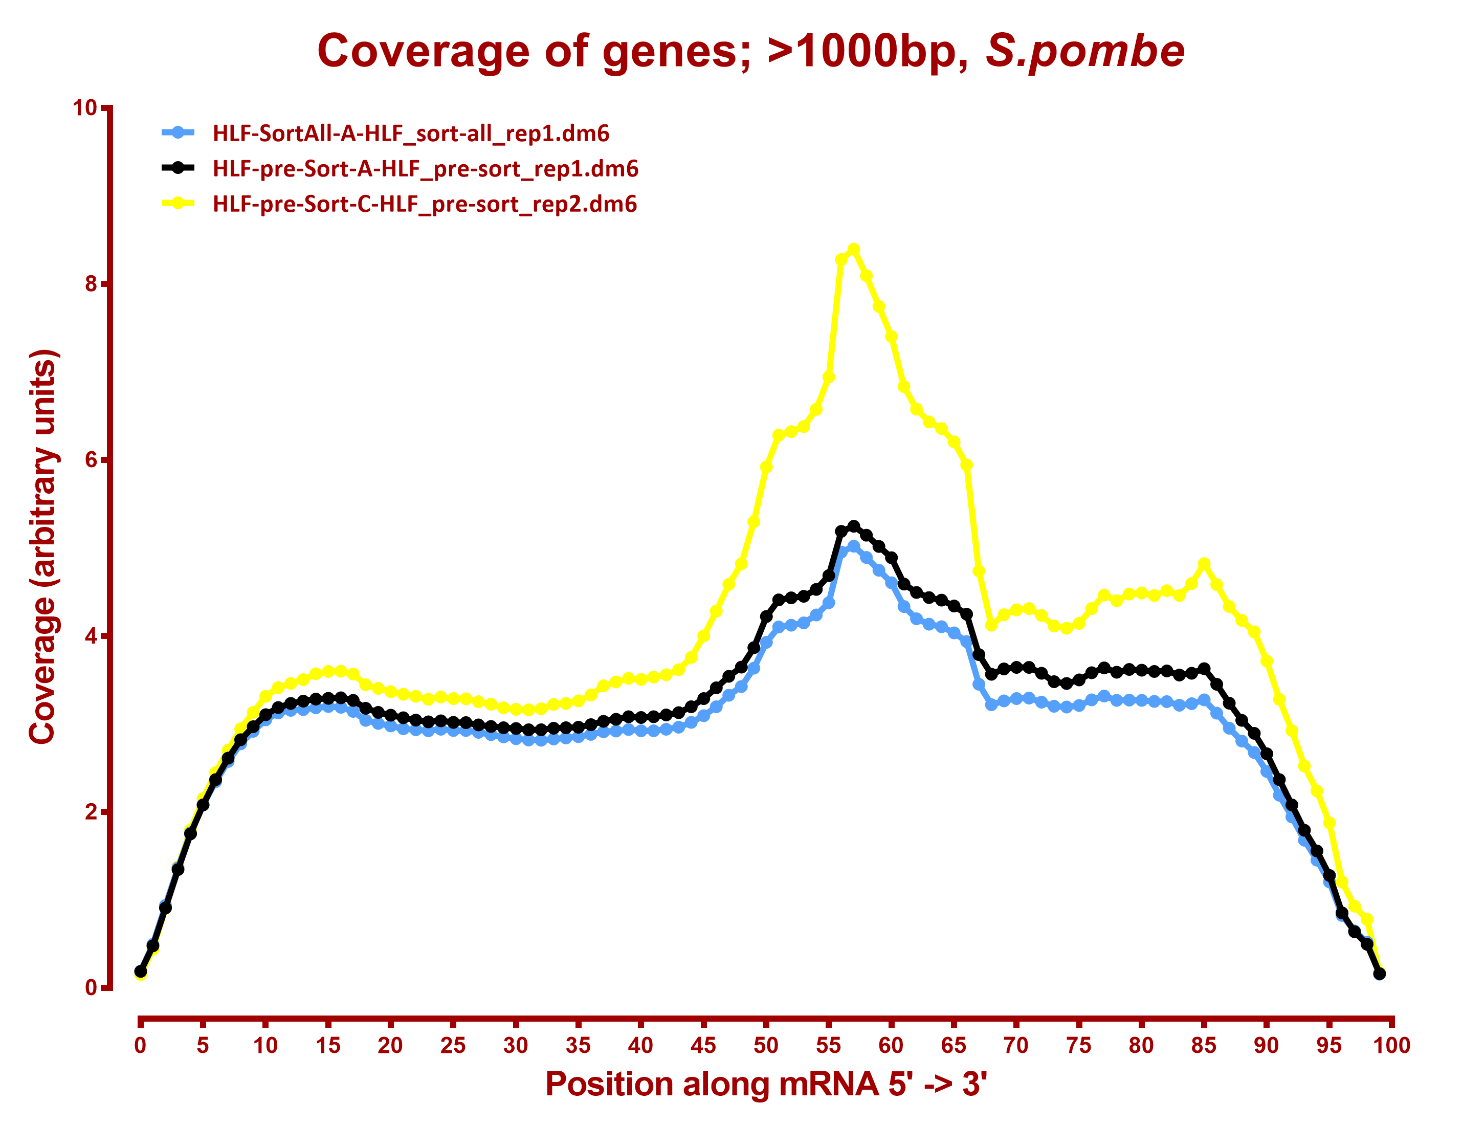 Coverage of genes; >1000bp, S.pombe
10
HLF-SortAll-A-HLF_sort-all_rep1.dm6
HLF-pre-Sort-A-HLF_pre-sort_rep1.dm6
HLF-pre-Sort-C-HLF_pre-sort_rep2.dm6
8
6
4
2
0
Coverage (arbitrary units)
0 5 10 15 20 25 30 35 40 45 50 55 60 65 70 75 80 85 90 95 100
Position along mRNA 5' -> 3'